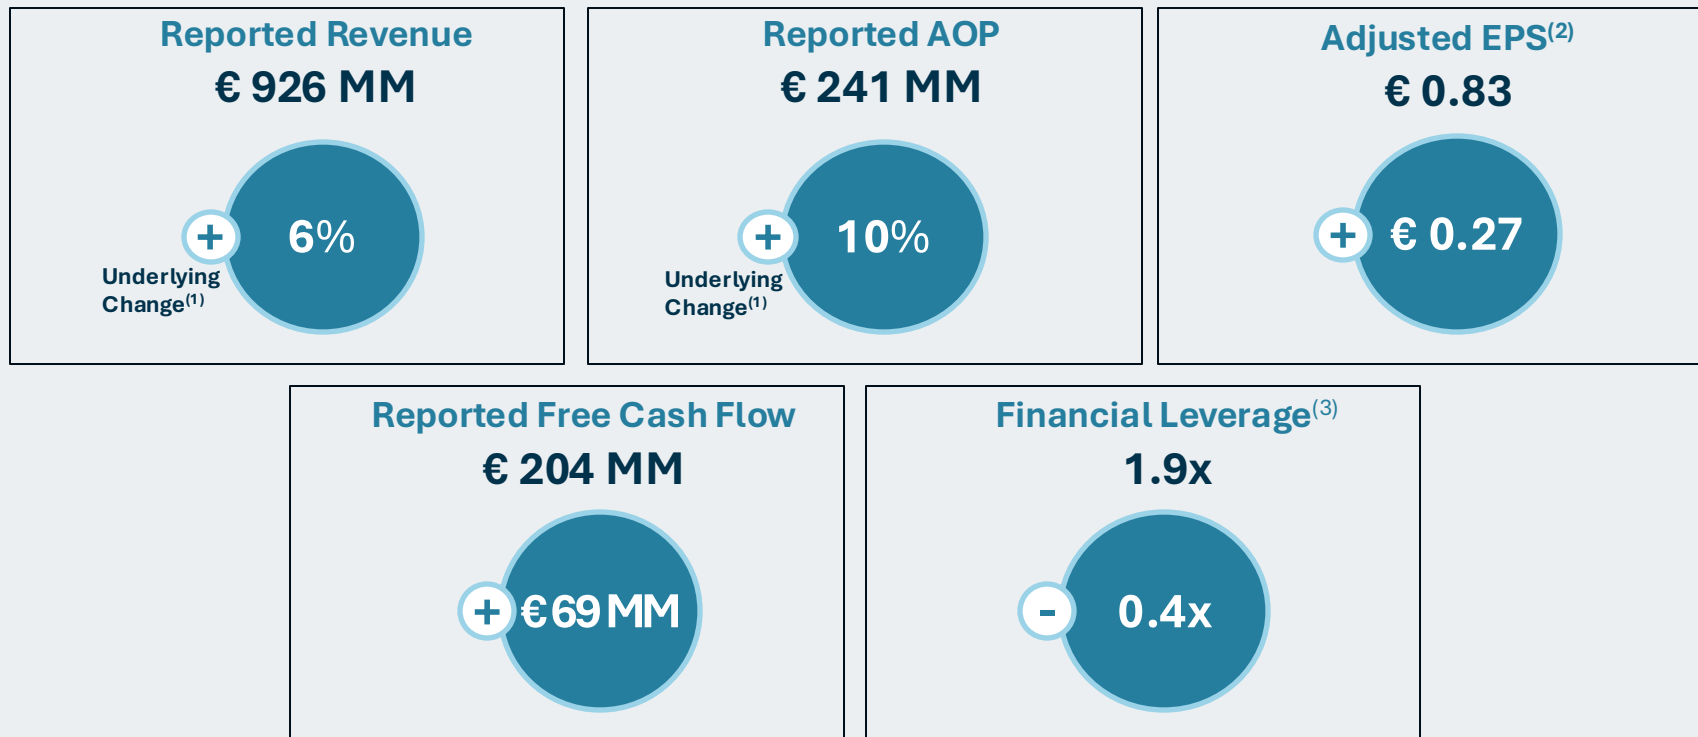 Reported Revenue
€ 926 MM
+
6%
Underlying
Change(1)
Reported AOP
€ 241 MM
+
10%
Underlying
Change(1)
Adjusted EPS(2)
€ 0.83
+
€ 0.27
Reported Free Cash Flow
€ 204 MM
+
€ 69 MM
Financial Leverage(3)
1.9x
-
0.4x